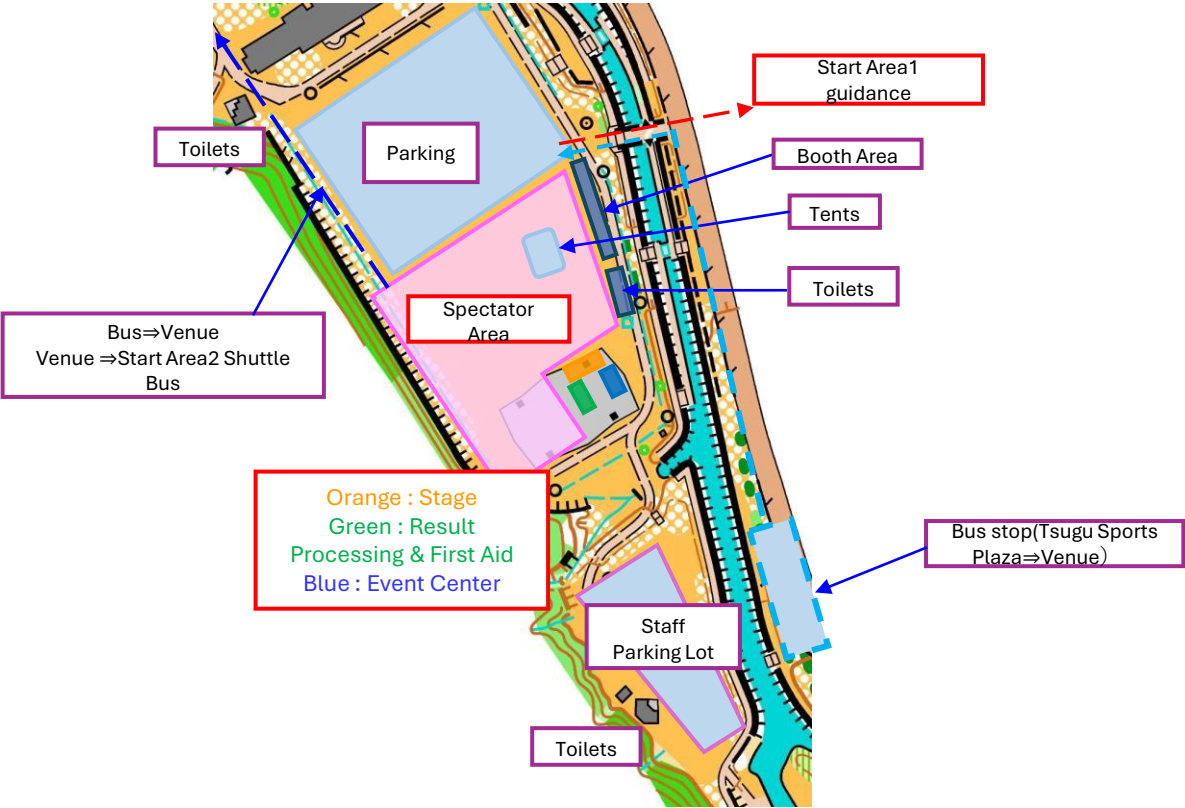 Start Area1
guidance
Toilets
Parking
Booth Area
Tents
Toilets
Spectator
Area
Bus⇒Venue
Venue ⇒Start Area2 Shuttle
Bus
Orange : Stage
Green : Result
Processing & First Aid
Blue : Event Center
Bus stop(Tsugu Sports
Plaza⇒Venue）
Staff
Parking Lot
Toilets